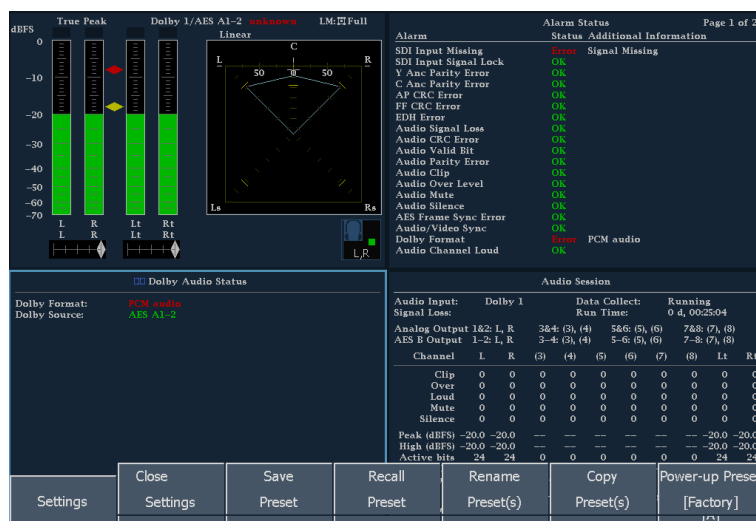 True Peak
Dolby 1/AES A1-2 unknown LM: Full
dBFS
Linear
0
-10
-20
-30
-40
-50
-60
-70
L R Lt Rt
L R Lt Rt
C
L R
50 0 50
Ls Rs
L,R
Alarm Status Page 1 of 2
Alarm Status Additional Information
SDI Input Missing Error Signal Missing
SDI Input Signal Lock OK
Y Anc Parity Error OK
C Anc Parity Error OK
AP CRC Error OK
FF CRC Error OK
EDH Error OK
Audio Signal Loss OK
Audio CRC Error OK
Audio Valid Bit OK
Audio Parity Error OK
Audio Clip OK
Audio Over Level OK
Audio Mute OK
Audio Silence OK
AES Frame Sync Error OK
Audio/Video Sync OK
Dolby Format Error PCM audio
Audio Channel Loud OK
Dolby Audio Status
Dolby Format: PCM audio
Dolby Source: AES A1-2
Audio Session
Audio Input: Dolby 1 Data Collect: Running
Signal Loss: Run Time: 0 d, 00:25:04
Analog Output 1&2: L, R 3&4: (3), (4) 5&6: (5), (6) 7&8: (7), (8)
AES B Output 1-2: L, R 3-4: (3), (4) 5-6: (5), (6) 7-8: (7), (8)
Channel L R (3) (4) (5) (6) (7) (8) Lt Rt
Clip 0 0 0 0 0 0 0 0 0 0
Over 0 0 0 0 0 0 0 0 0 0
Loud 0 0 0 0 0 0 0 0 0 0
Mute 0 0 0 0 0 0 0 0 0 0
Silence 0 0 0 0 0 0 0 0 0 0
Peak (dBFS) -20.0 -20.0 -- -- -- -- -- -- -20.0 -20.0
High (dBFS) -20.0 -20.0 -- -- -- -- -- -- -20.0 -20.0
Active bits 24 24 0 0 0 0 0 0 24 24
Settings
Close Settings
Save Preset
Recall Preset
Rename Preset(s)
Copy Preset(s)
Power-up Prese
[Factory]